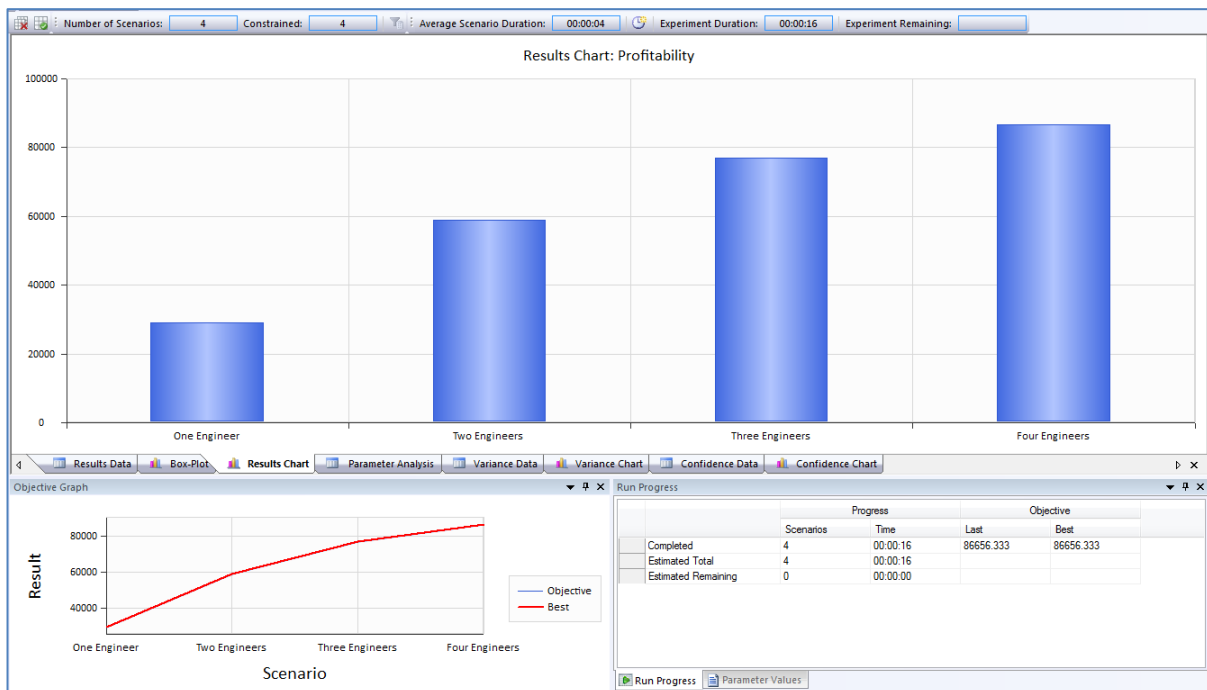 Number of Scenarios: 4 Constrained: 4 Average Scenario Duration: 00:00:04 Experiment Duration: 00:00:16 Experiment Remaining:
Results Chart: Profitability
100000
80000
60000
40000
20000
0
One Engineer Two Engineers Three Engineers Four Engineers
Results Data Box-Plot Results Chart Parameter Analysis Variance Data Variance Chart Confidence Data Confidence Chart
Objective Graph
Result
80000
60000
40000
One Engineer Two Engineers Three Engineers Four Engineers
Scenario
Objective
Best
Run Progress
Progress Objective
Scenarios Time Last Best
Completed 4 00:00:16 86656.333 86656.333
Estimated Total 4 00:00:16
Estimated Remaining 0 00:00:00
Run Progress Parameter Values